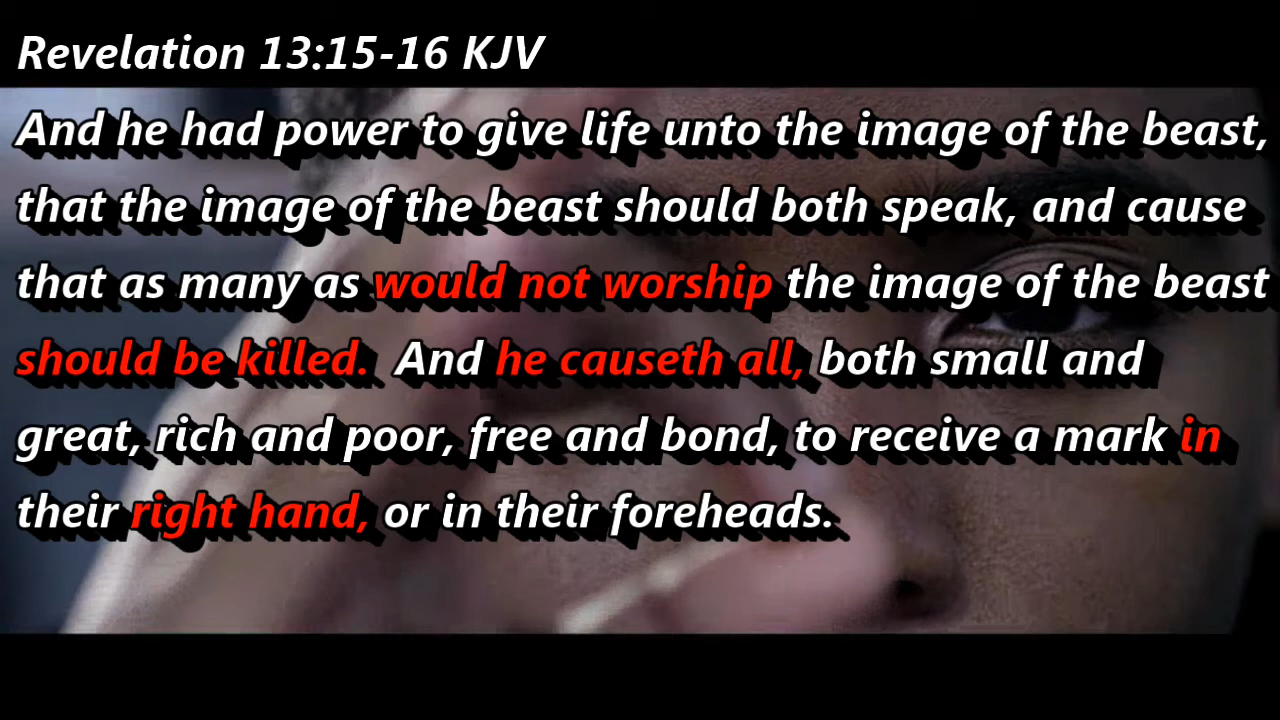 Revelation 13:15-16 KJV
And he had power to give life unto the image of the beast,
that the image of the beast should both speak, and cause
that as many as would not worship the image of the beast
should be killed. And he causeth all, both small and
great, rich and poor, free and bond, to receive a mark in
their right hand, or in their foreheads.